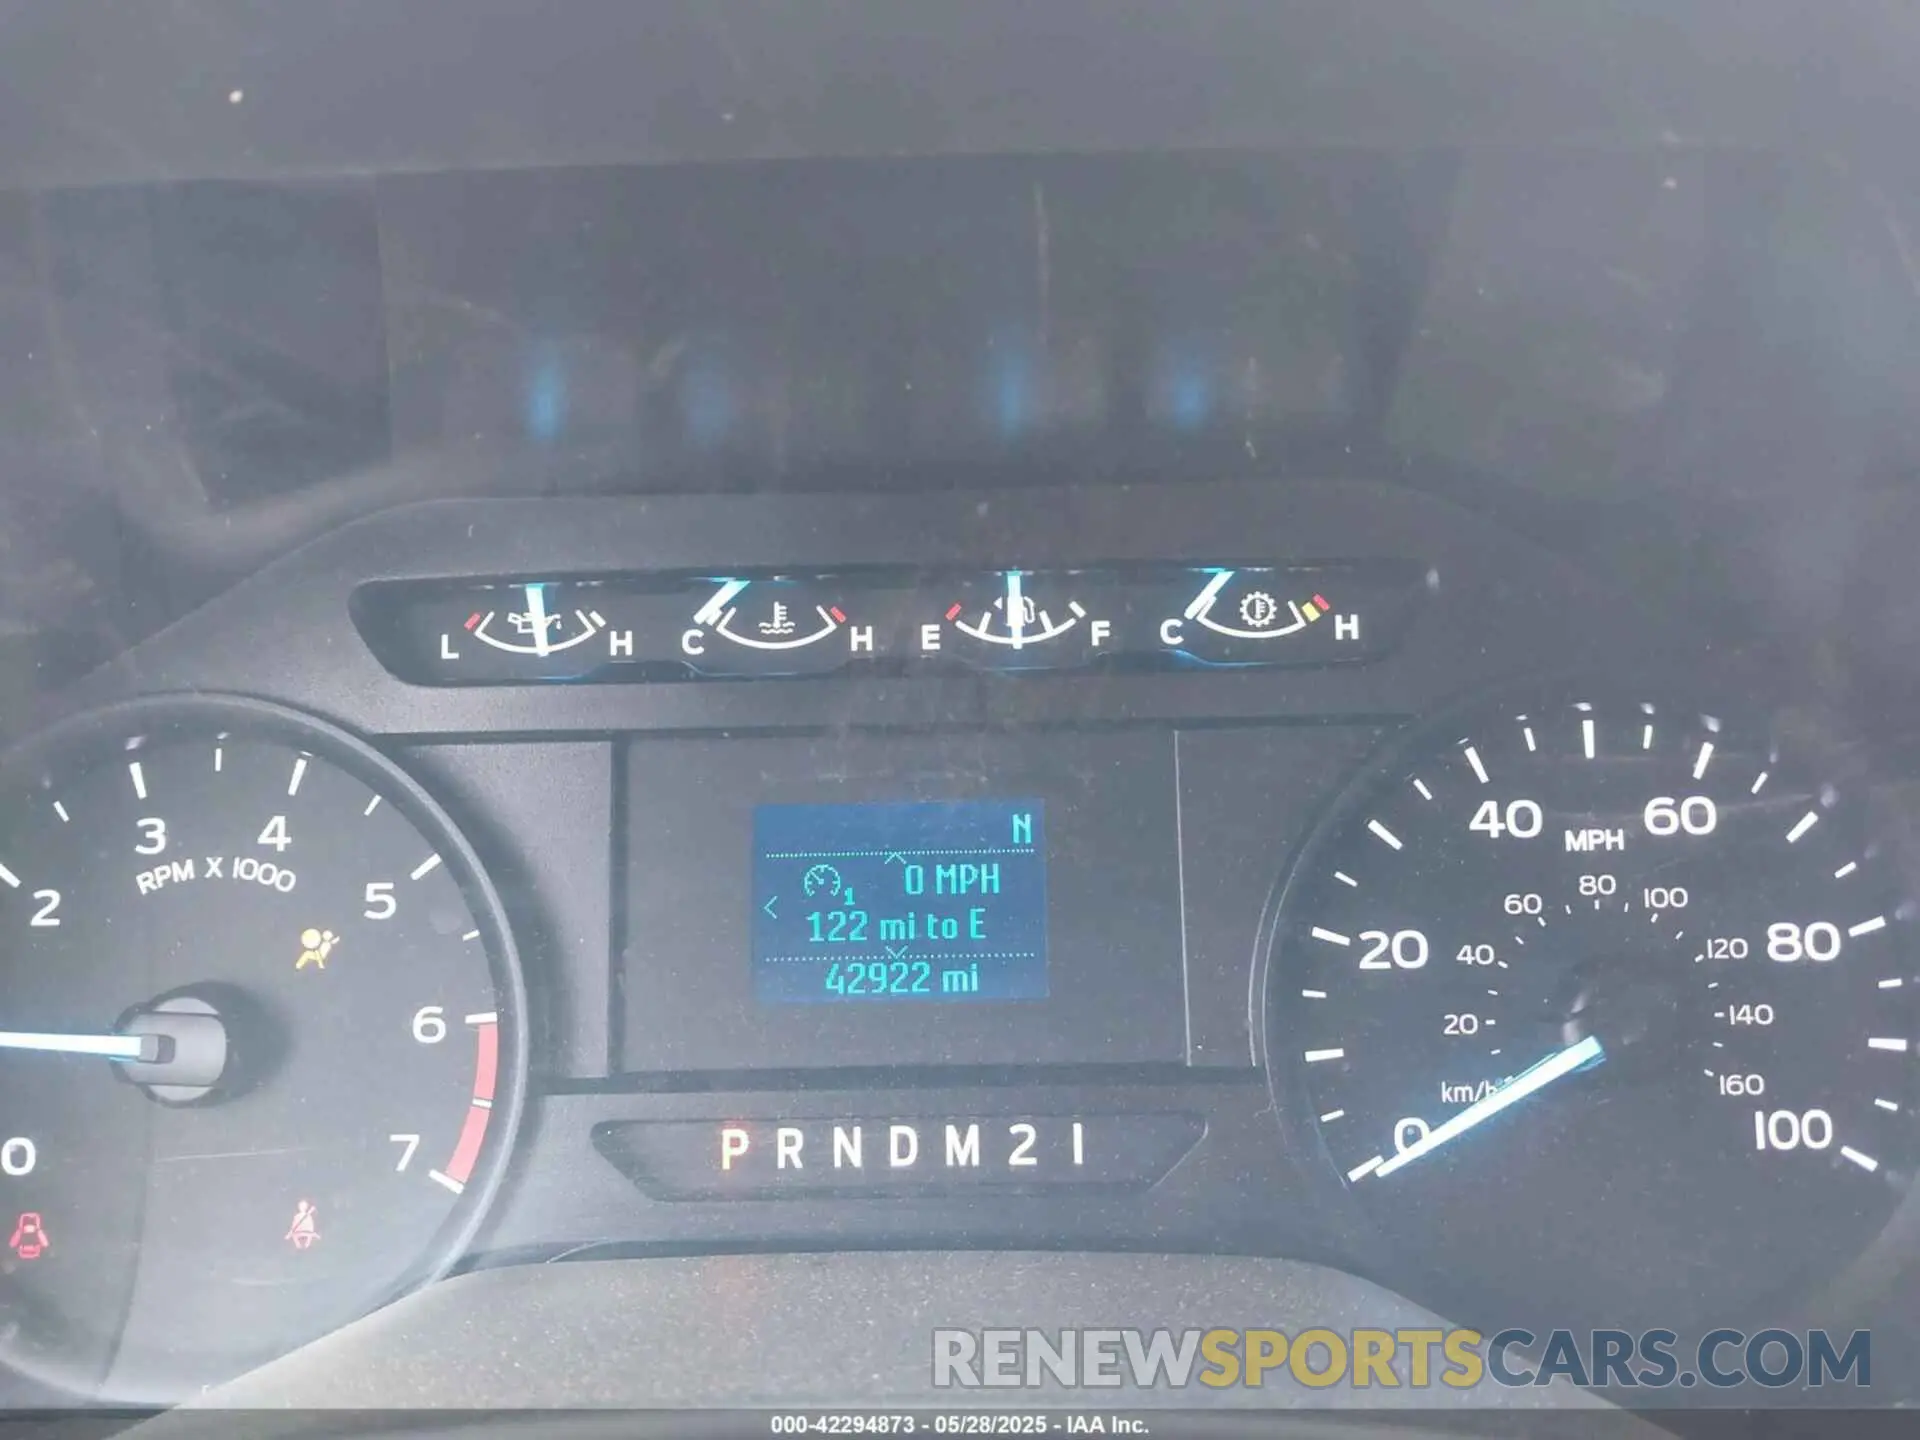 L H C H E F C H
3 4
RPM X 1000
2 5
6
7
0
N
1 0 MPH
122 mi to E
42922 mi
P R N D M 2 1
40 MPH 60
60 80 100
20 40 120 80
20 140
km/h 160
0 100
RENEWSPORTSCARS.COM
000-42294873 - 05/28/2025 - IAA Inc.